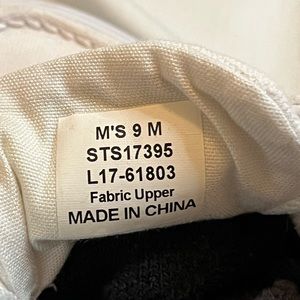 M'S 9 M
STS17395
L17-61803
Fabric Upper
MADE IN CHINA